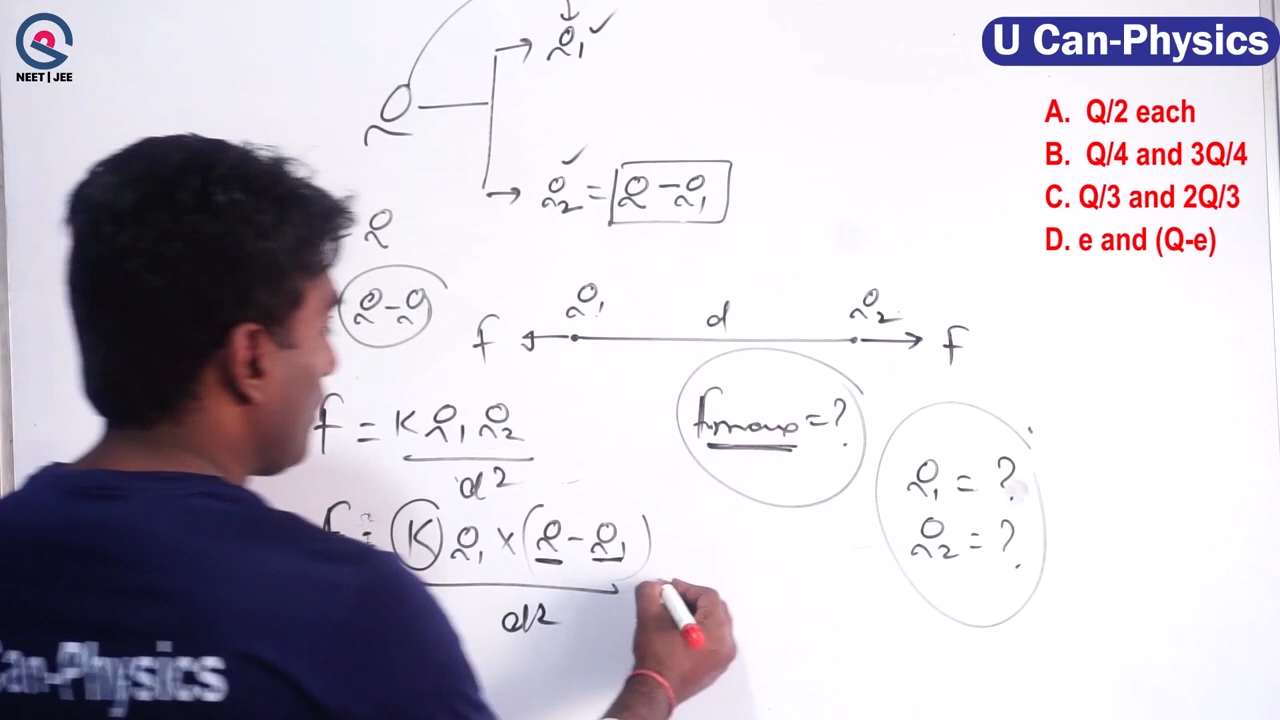 NEET | JEE
U Can-Physics
A. Q/2 each
B. Q/4 and 3Q/4
C. Q/3 and 2Q/3
D. e and (Q-e)
Q₁ ✓
Q
✓
Q₂ = Q - Q₁
Q
Q - Q
Q₁ d Q₂
f f
f = K Q₁ Q₂
d²
fmax = ?
Q₁ = ?
Q₂ = ?
f = K Q₁ × (Q - Q₁)
d²
an-Physics